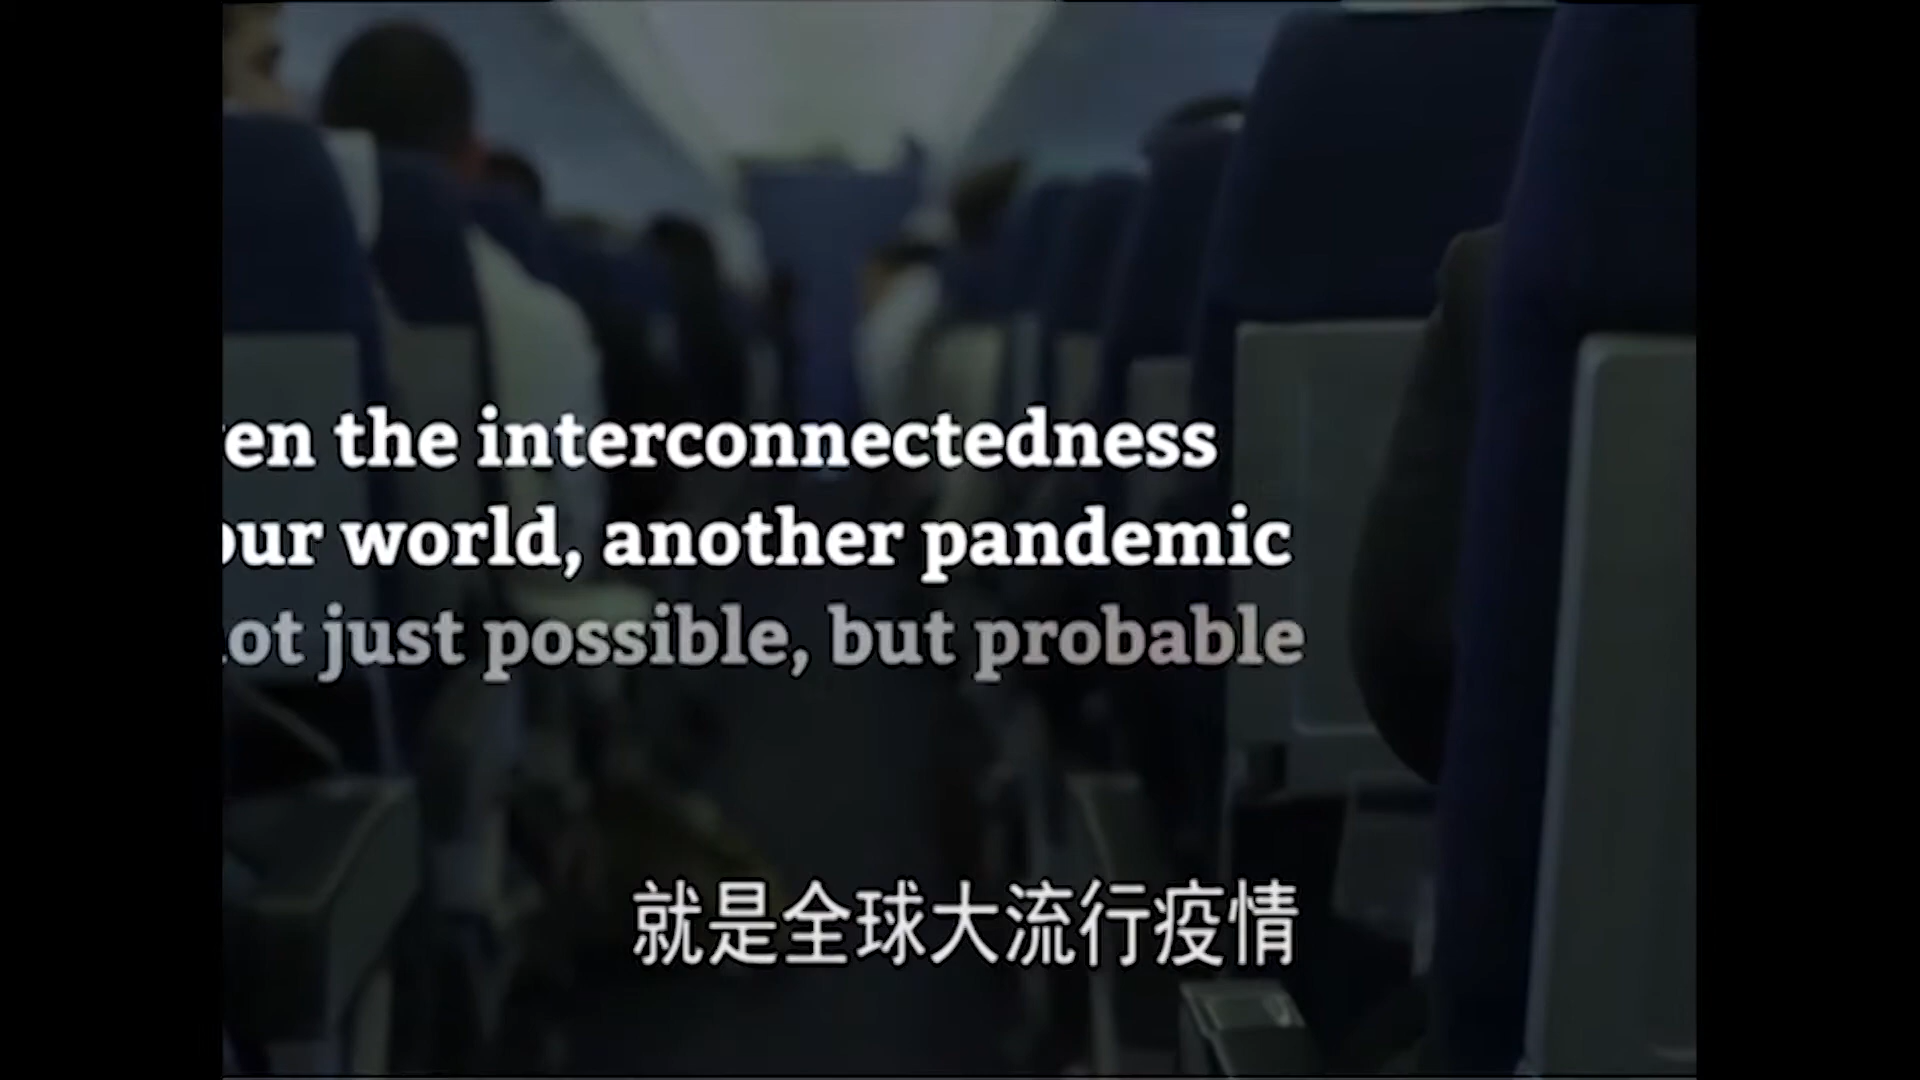 en the interconnectedness
our world, another pandemic
ot just possible, but probable
就是全球大流行疫情